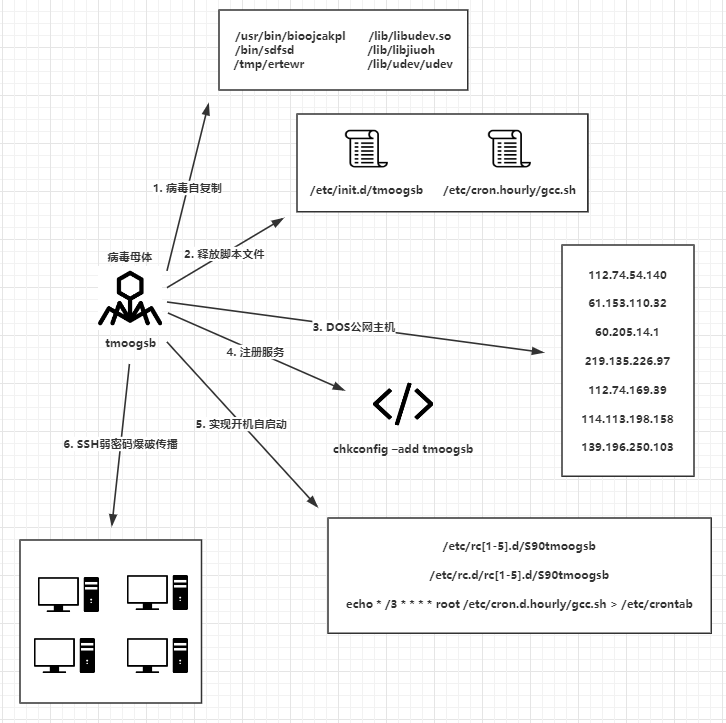 /usr/bin/bioojcakpl /lib/libudev.so
/bin/sdfsd /lib/libjiuoh
/tmp/ertewr /lib/udev/udev
/etc/init.d/tmoogsb /etc/cron.hourly/gcc.sh
1. 病毒自复制
2. 释放脚本文件
病毒母体
tmoogsb
3. DOS公网主机
4. 注册服务
5. 实现开机自启动
6. SSH弱密码爆破传播
112.74.54.140
61.153.110.32
60.205.14.1
219.135.226.97
112.74.169.39
114.113.198.158
139.196.250.103
</>
chkconfig –add tmoogsb
/etc/rc[1-5].d/S90tmoogsb
/etc/rc.d/rc[1-5].d/S90tmoogsb
echo * /3 * * * * root /etc/cron.d.hourly/gcc.sh > /etc/crontab